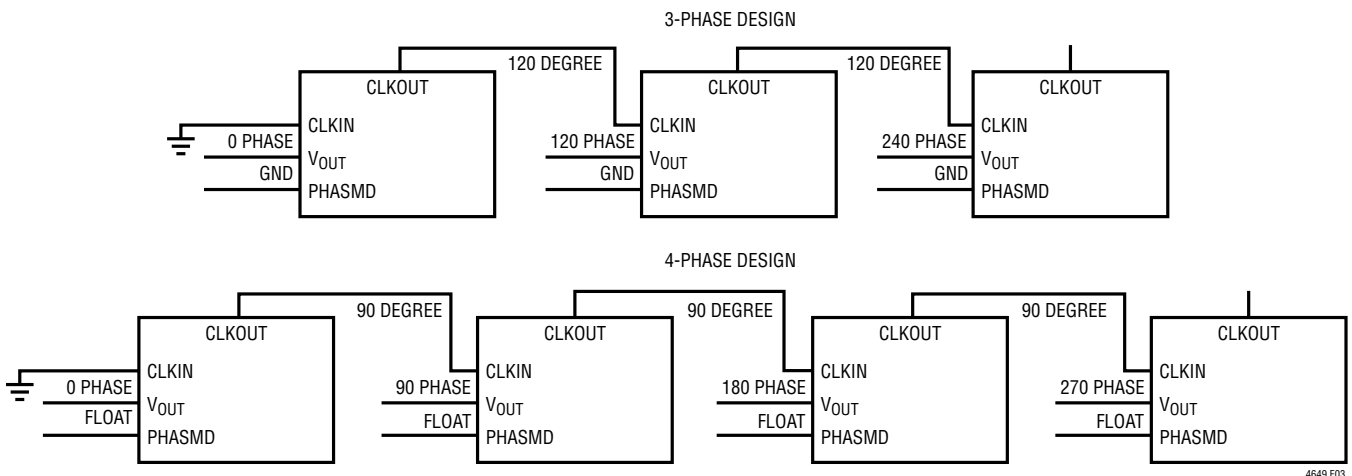 3-PHASE DESIGN
120 DEGREE
120 DEGREE
CLKOUT
CLKOUT
CLKOUT
CLKIN
CLKIN
CLKIN
0 PHASE
120 PHASE
240 PHASE
VOUT
VOUT
VOUT
GND
GND
GND
PHASMD
PHASMD
PHASMD
4-PHASE DESIGN
90 DEGREE
90 DEGREE
90 DEGREE
CLKOUT
CLKOUT
CLKOUT
CLKOUT
CLKIN
CLKIN
CLKIN
CLKIN
0 PHASE
90 PHASE
180 PHASE
270 PHASE
VOUT
VOUT
VOUT
VOUT
FLOAT
FLOAT
FLOAT
FLOAT
PHASMD
PHASMD
PHASMD
PHASMD
4649 F03